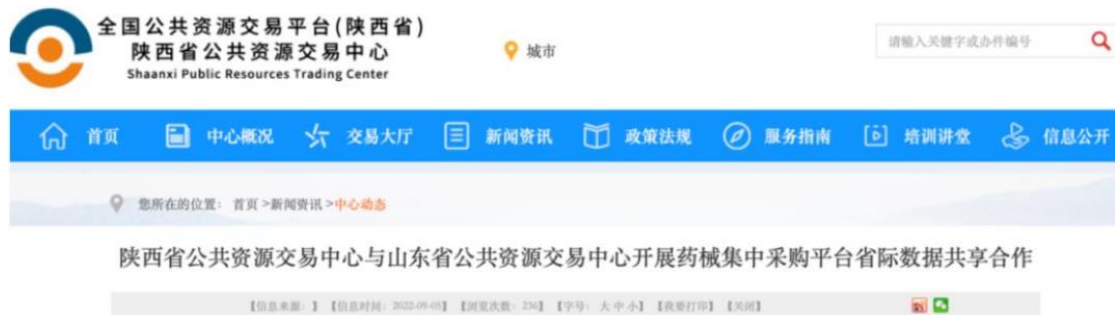 全国公共资源交易平台(陕西省)
陕西省公共资源交易中心
Shaanxi Public Resources Trading Center
城市
请输入关键字或办件编号
首页 中心概况 交易大厅 新闻资讯 政策法规 服务指南 培训讲堂 信息公开
您所在的位置: 首页 >新闻资讯 >中心动态
陕西省公共资源交易中心与山东省公共资源交易中心开展药械集中采购平台省际数据共享合作
【信息来源: 】 【信息时间: 2022-09-05】 【浏览次数: 236】 【字号: 大 中 小】 【我要打印】 【关闭】